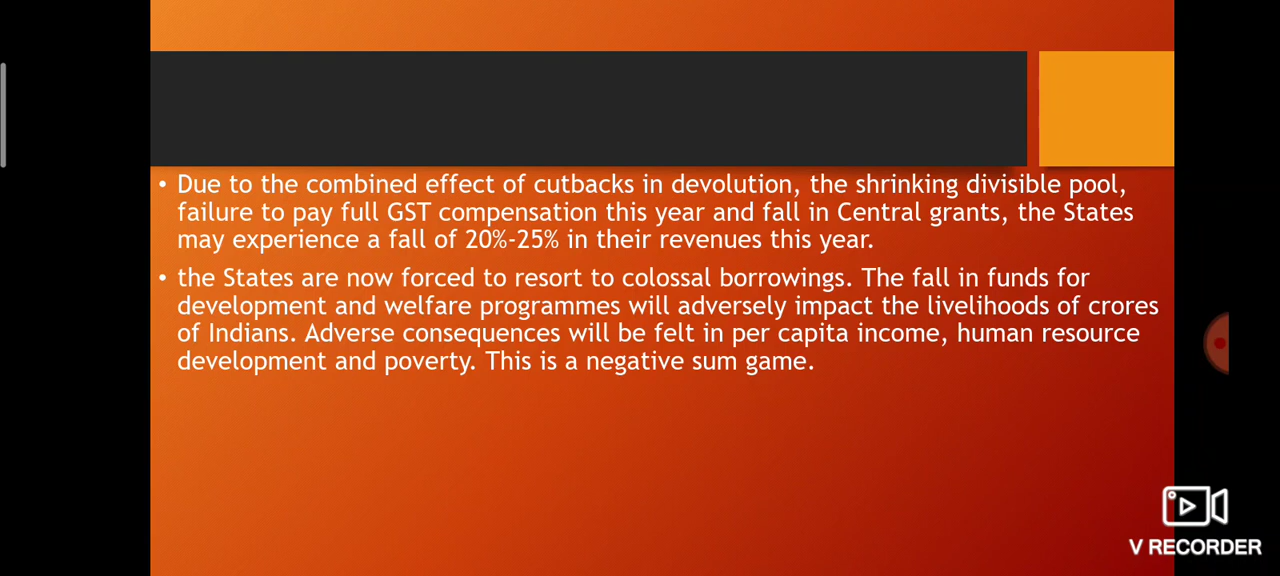 • Due to the combined effect of cutbacks in devolution, the shrinking divisible pool,
failure to pay full GST compensation this year and fall in Central grants, the States
may experience a fall of 20%-25% in their revenues this year.
• the States are now forced to resort to colossal borrowings. The fall in funds for
development and welfare programmes will adversely impact the livelihoods of crores
of Indians. Adverse consequences will be felt in per capita income, human resource
development and poverty. This is a negative sum game.
V RECORDER